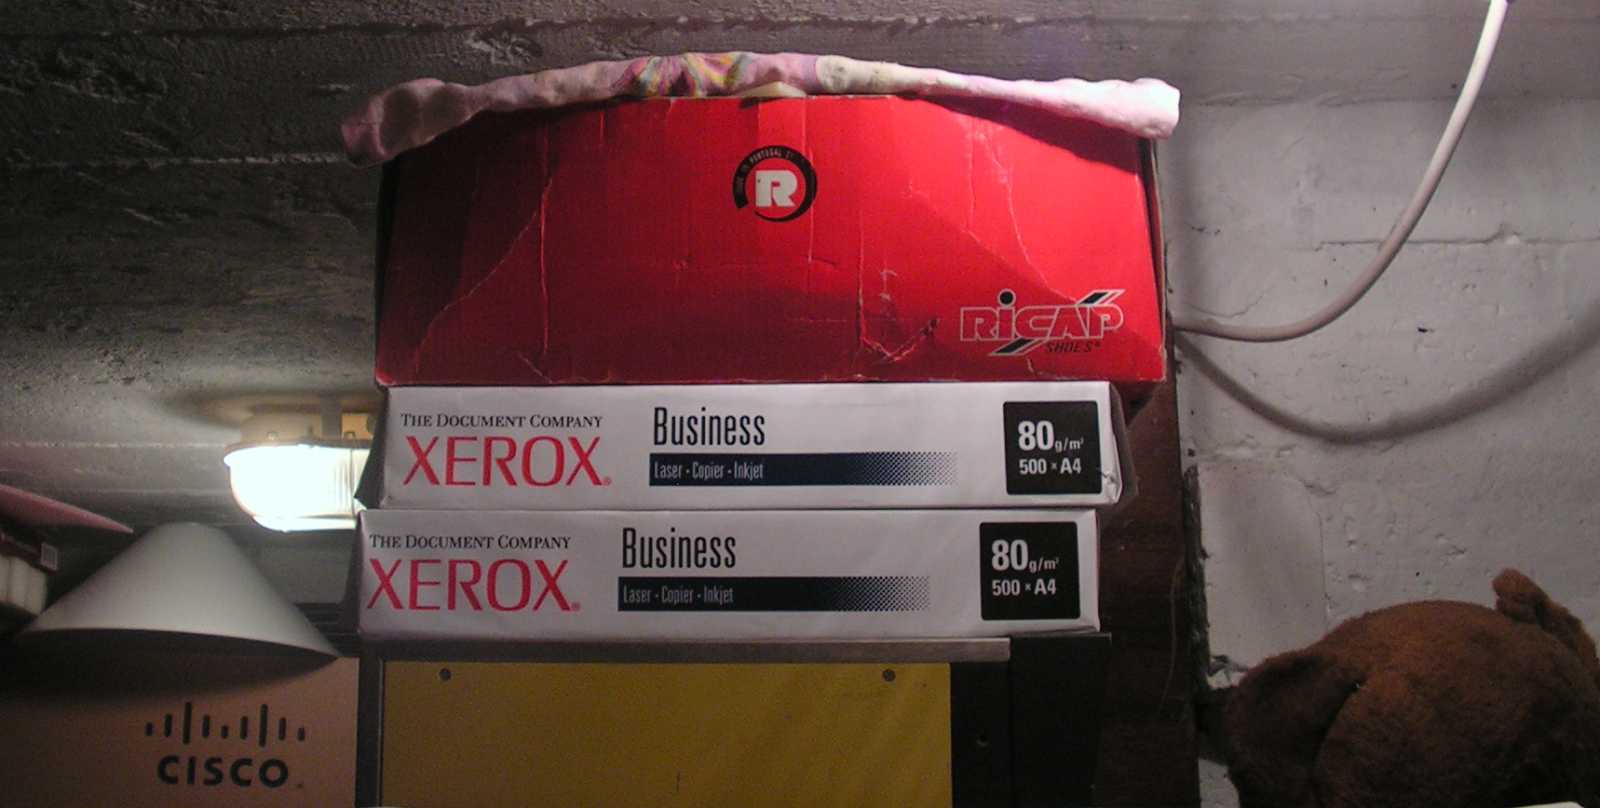 PORTUGAL
R
RiCAP
SHOES®
THE DOCUMENT COMPANY
XEROX®
Business
Laser · Copier · Inkjet
80g/m²
500 × A4
THE DOCUMENT COMPANY
XEROX®
Business
Laser · Copier · Inkjet
80g/m²
500 × A4
CISCO